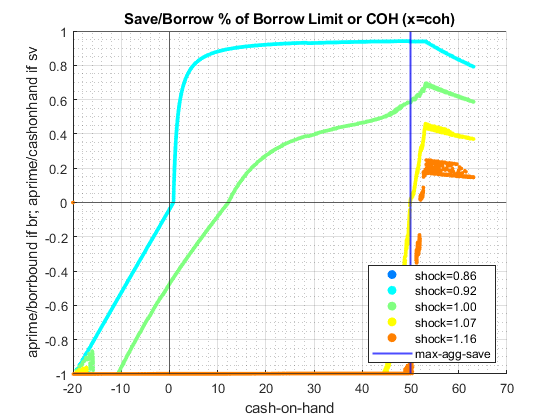 Save/Borrow % of Borrow Limit or COH (x=coh)
aprime/borrbound if br; aprime/cashonhand if sv
1
0.8
0.6
0.4
0.2
0
-0.2
-0.4
-0.6
-0.8
-1
shock=0.86
shock=0.92
shock=1.00
shock=1.07
shock=1.16
max-agg-save
-20 -10 0 10 20 30 40 50 60 70
cash-on-hand